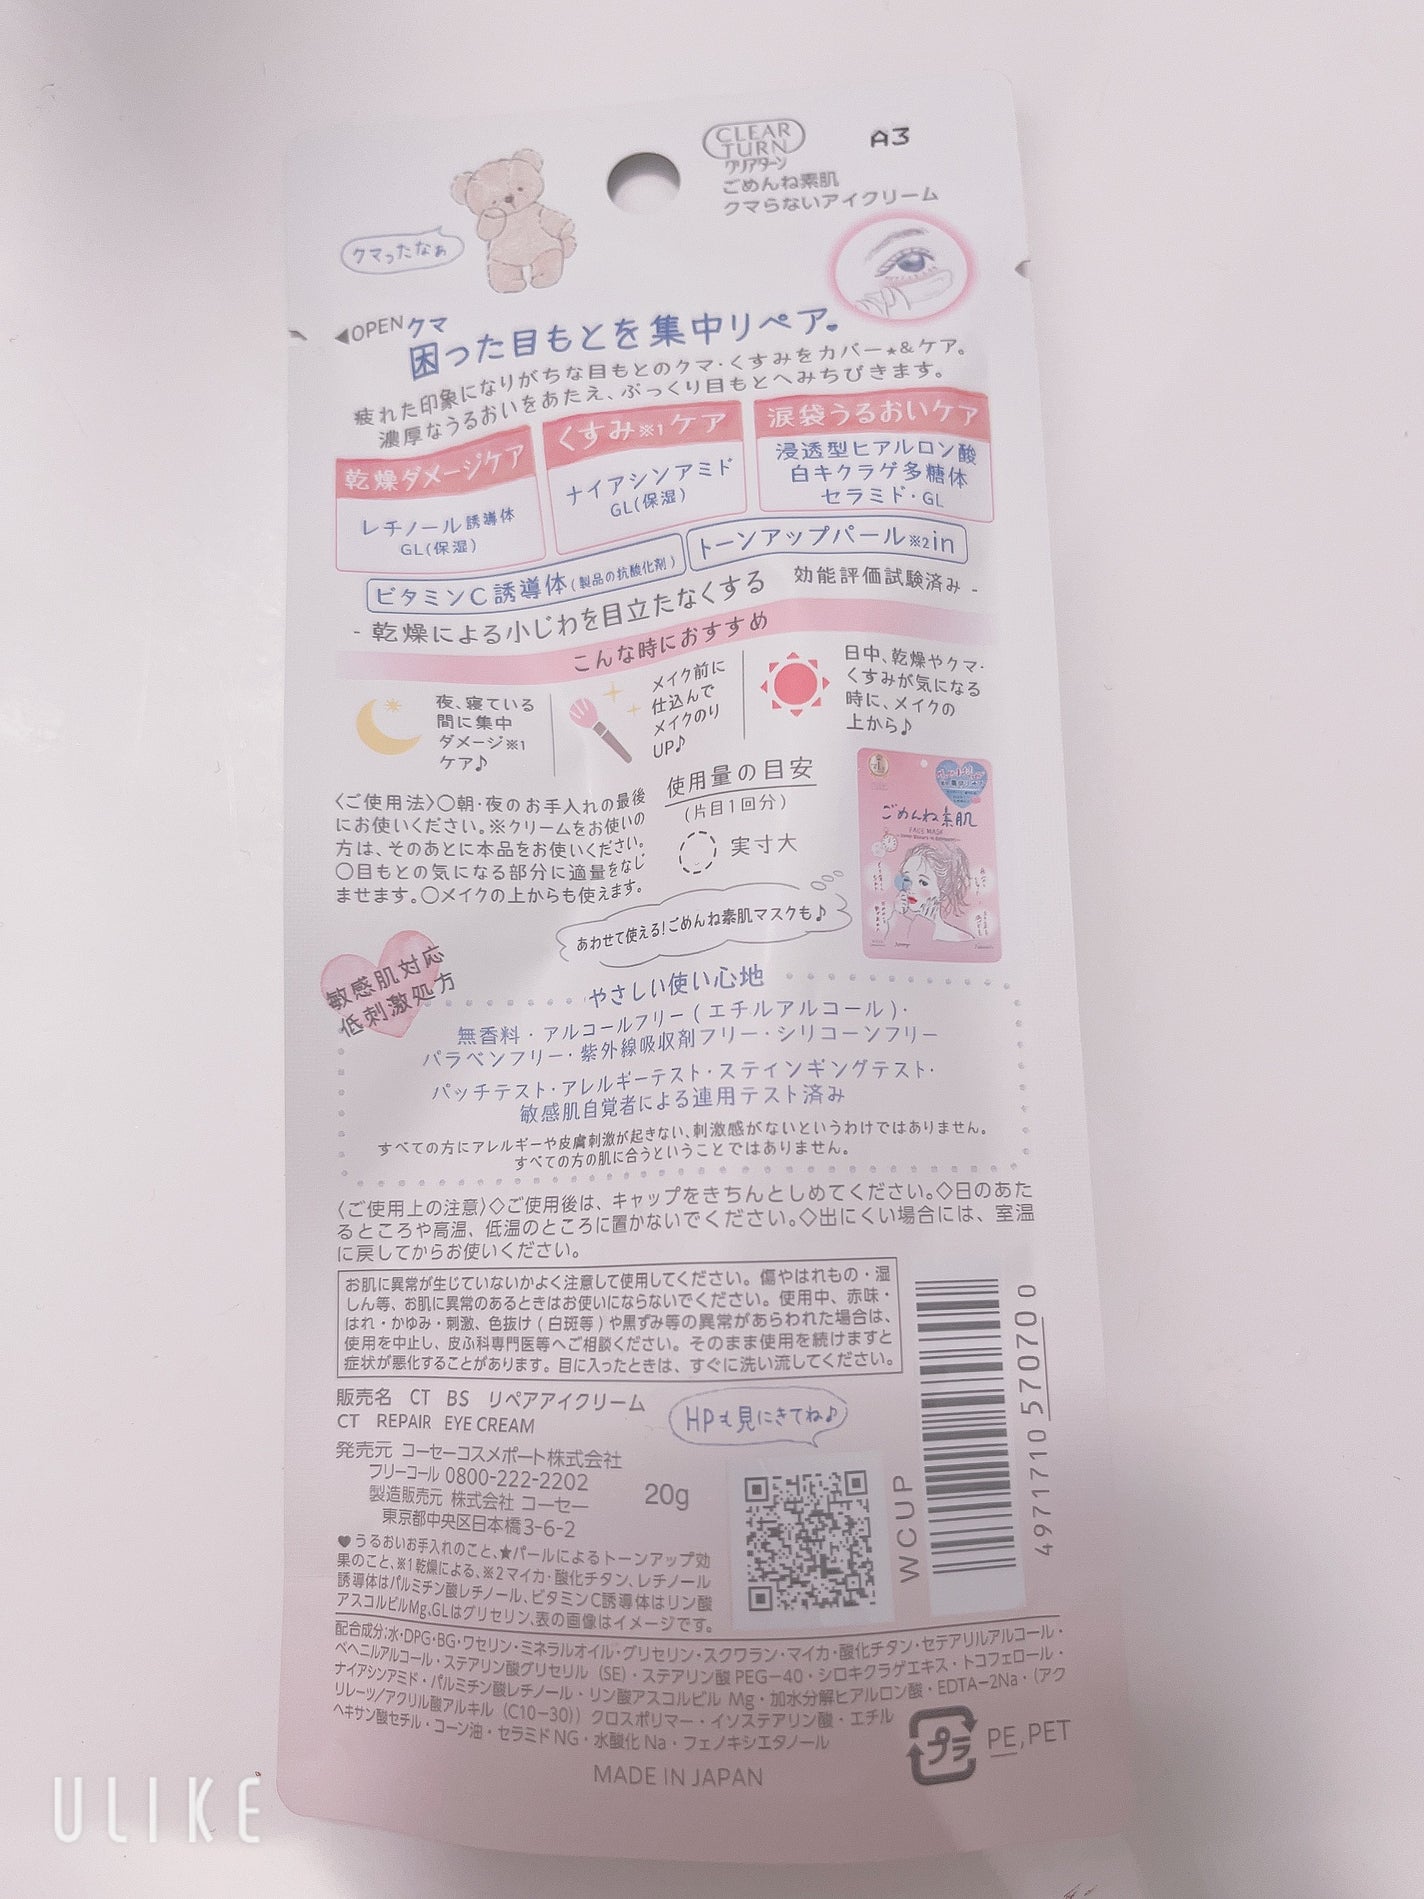 CLEAR
TURN
クリアターン
ごめんね素肌
クマらないアイクリーム
A3
クマったなぁ
◀OPEN
クマ
困った目もとを集中リペア♥
疲れた印象になりがちな目もとのクマ・くすみをカバー★&ケア。
濃厚なうるおいをあたえ、ぷっくり目もとへみちびきます。
乾燥ダメージケア
レチノール誘導体
GL(保湿)
くすみ※1ケア
ナイアシンアミド
GL(保湿)
涙袋うるおいケア
浸透型ヒアルロン酸
白キクラゲ多糖体
セラミド・GL
ビタミンC誘導体(製品の抗酸化剤)
トーンアップパール※2in
- 乾燥による小じわを目立たなくする 効能評価試験済み -
こんな時におすすめ
夜、寝ている
間に集中
ダメージ※1
ケア♪
メイク前に
仕込んで
メイクのり
UP♪
日中、乾燥やクマ・
くすみが気になる
時に、メイクの
上から♪
〈ご使用法〉〇朝・夜のお手入れの最後
にお使いください。※クリームをお使いの
方は、そのあとに本品をお使いください。
〇目もとの気になる部分に適量をなじ
ませます。〇メイクの上からも使えます。
使用量の目安
(片目1回分)
実寸大
ごめんね素肌
FACE MASK
あわせて使える!ごめんね素肌マスクも♪
敏感肌対応
低刺激処方
やさしい使い心地
無香料・アルコールフリー(エチルアルコール)・
パラベンフリー・紫外線吸収剤フリー・シリコーンフリー
パッチテスト・アレルギーテスト・スティンギングテスト・
敏感肌自覚者による連用テスト済み
すべての方にアレルギーや皮膚刺激が起きない、刺激感がないというわけではありません。
すべての方の肌に合うということではありません。
〈ご使用上の注意〉◇ご使用後は、キャップをきちんとしめてください。◇日のあた
るところや高温、低温のところに置かないでください。◇出にくい場合には、室温
に戻してからお使いください。
お肌に異常が生じていないかよく注意して使用してください。傷やはれもの・湿
しん等、お肌に異常のあるときはお使いにならないでください。使用中、赤味・
はれ・かゆみ・刺激、色抜け(白斑等)や黒ずみ等の異常があらわれた場合は、
使用を中止し、皮ふ科専門医等へご相談ください。そのまま使用を続けますと
症状が悪化することがあります。目に入ったときは、すぐに洗い流してください。
販売名 CT BS リペアアイクリーム
CT REPAIR EYE CREAM
発売元 コーセーコスメポート株式会社
フリーコール 0800-222-2202
製造販売元 株式会社 コーセー
東京都中央区日本橋3-6-2
20g
HPも見にきてね♪
WCUP
4971710 570700
♥うるおいお手入れのこと、★パールによるトーンアップ効
果のこと、※1乾燥による、※2マイカ・酸化チタン、レチノール
誘導体はパルミチン酸レチノール、ビタミンC誘導体はリン酸
アスコルビルMg、GLはグリセリン、表の画像はイメージです。
配合成分:水・DPG・BG・ワセリン・ミネラルオイル・グリセリン・スクワラン・マイカ・酸化チタン・セテアリルアルコール・
ベヘニルアルコール・ステアリン酸グリセリル(SE)・ステアリン酸PEG-40・シロキクラゲエキス・トコフェロール・
ナイアシンアミド・パルミチン酸レチノール・リン酸アスコルビル Mg・加水分解ヒアルロン酸・EDTA-2Na・(アク
リレーツ/アクリル酸アルキル(C10-30))クロスポリマー・イソステアリン酸・エチル
ヘキサン酸セチル・コーン油・セラミドNG・水酸化Na・フェノキシエタノール
プラ
PE,PET
MADE IN JAPAN
ULIKE